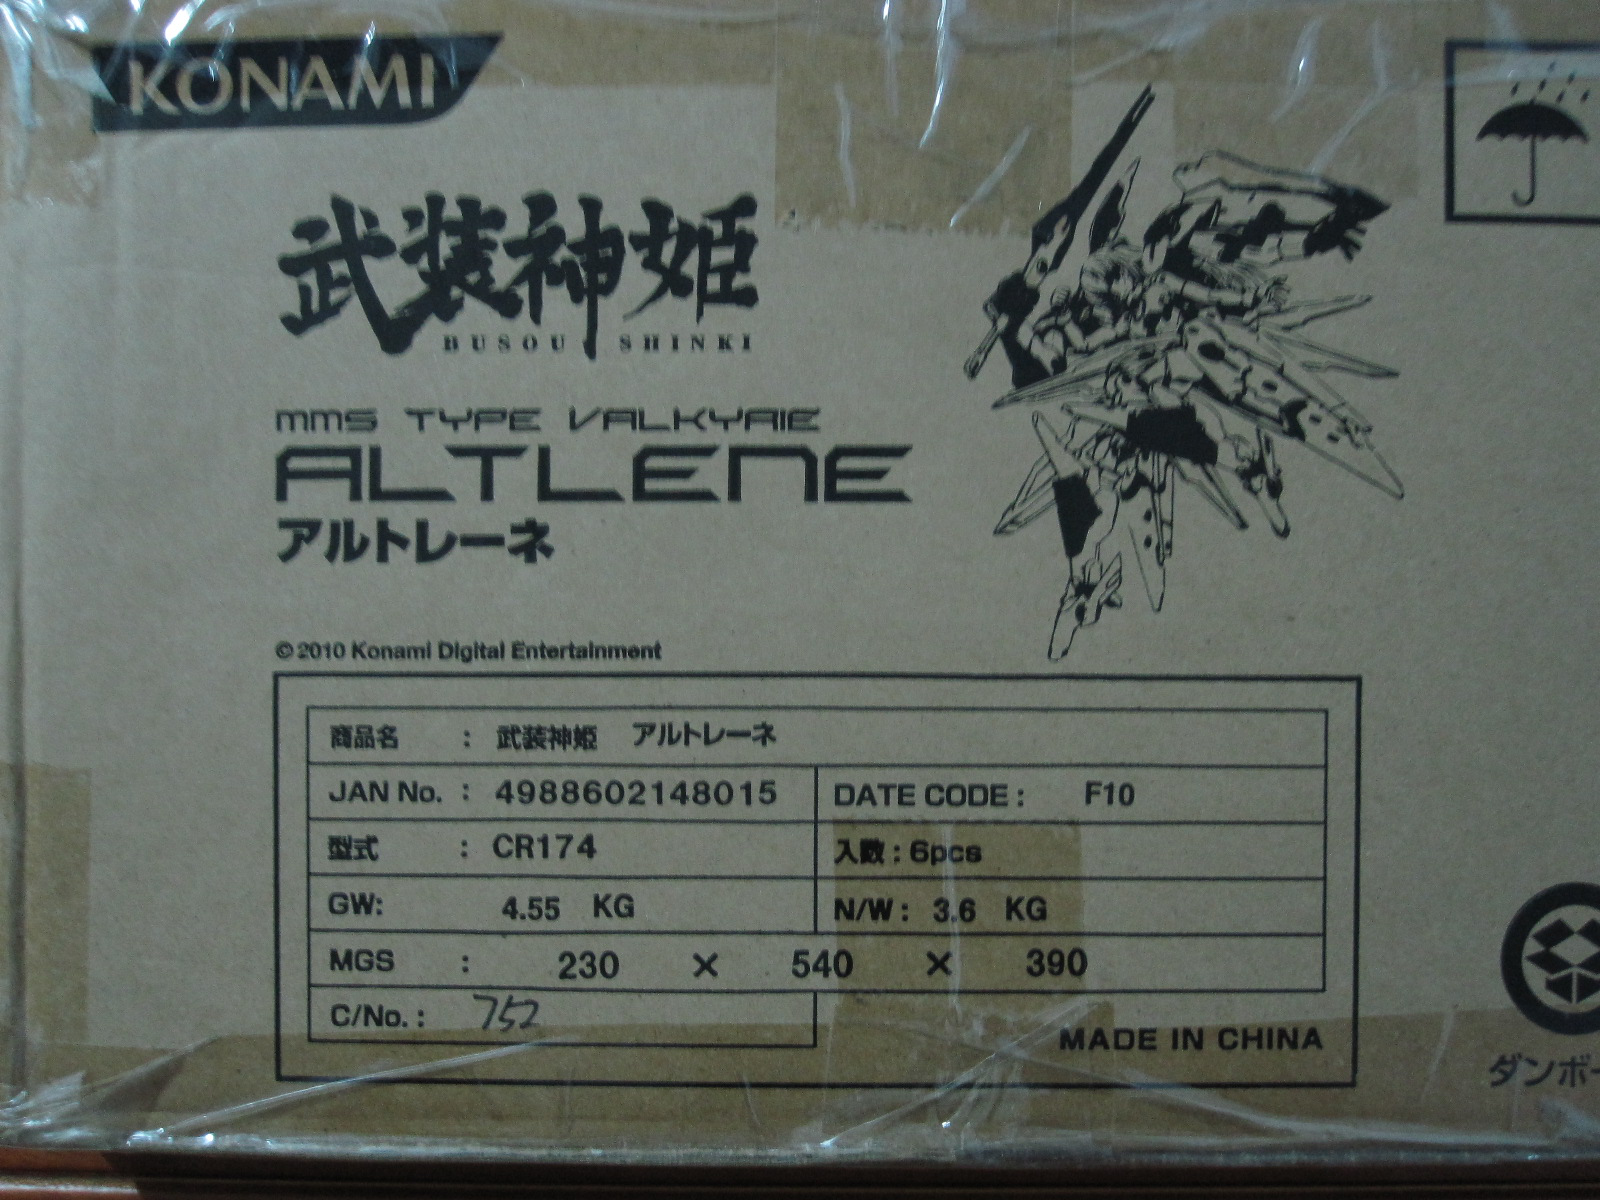 KONAMI
武装神姫
BUSOU SHINKI
MMS TYPE VALKYRIE
ALTLENE
アルトレーネ
©2010 Konami Digital Entertainment
商品名 : 武装神姫 アルトレーネ
JAN No. : 4988602148015 DATE CODE : F10
型式 : CR174 入数 : 6pcs
GW: 4.55 KG N/W : 3.6 KG
MGS : 230 × 540 × 390
C/No. : 752
MADE IN CHINA
ダンボー